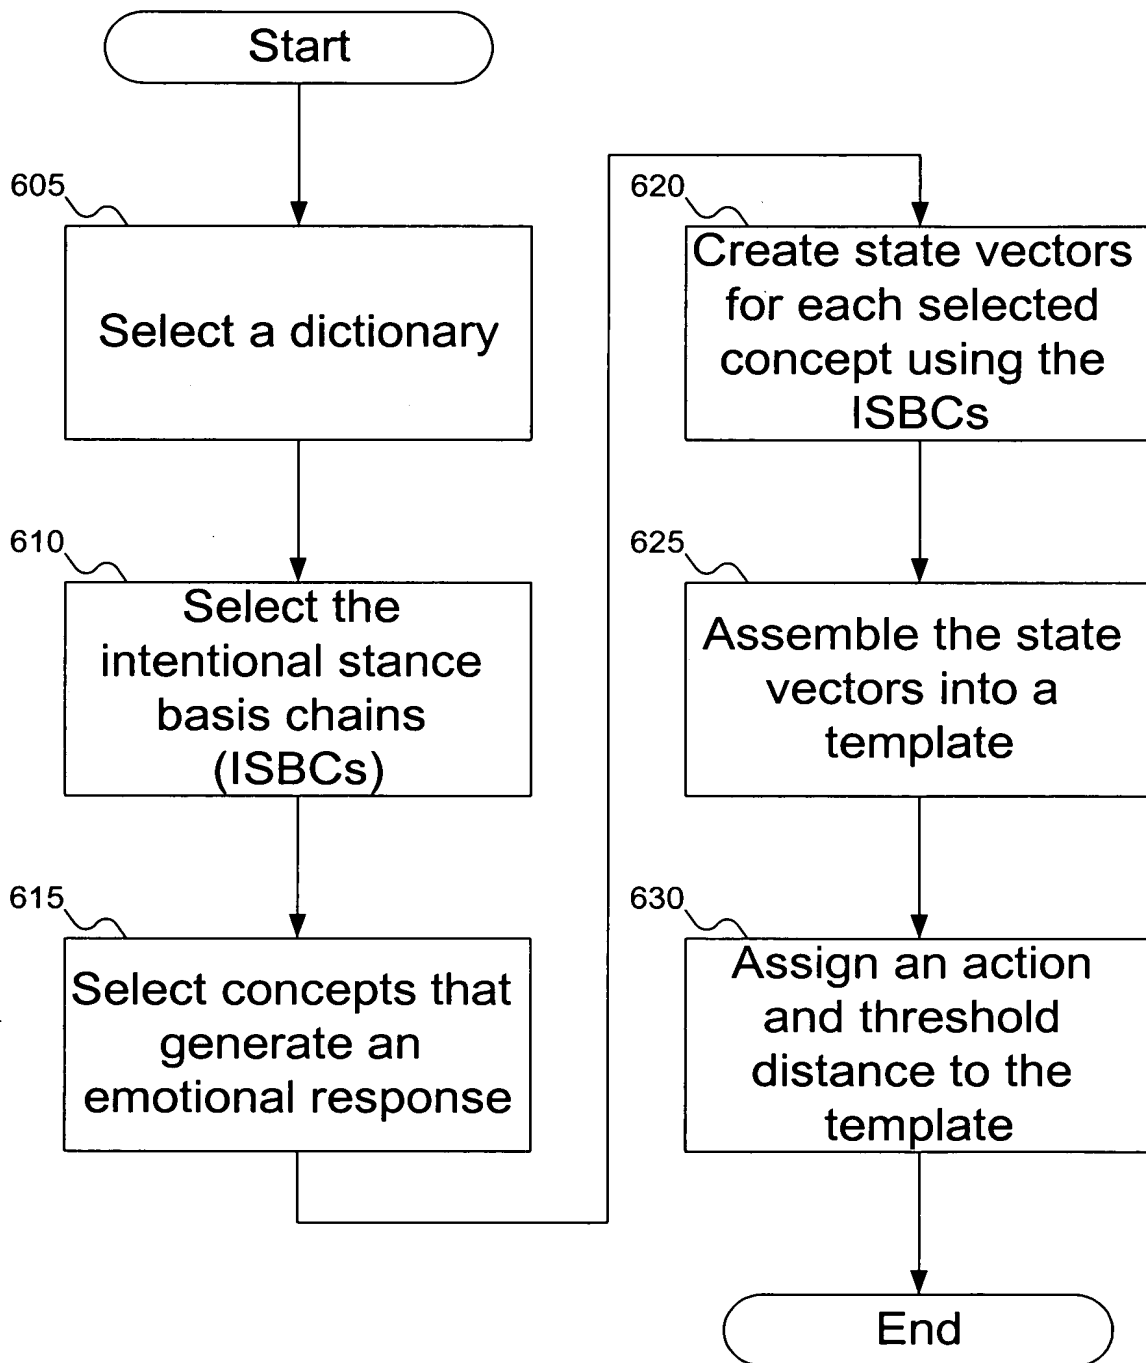 Start
605
Select a dictionary
610
Select the
intentional stance
basis chains
(ISBCs)
615
Select concepts that
generate an
emotional response
620
Create state vectors
for each selected
concept using the
ISBCs
625
Assemble the state
vectors into a
template
630
Assign an action
and threshold
distance to the
template
End